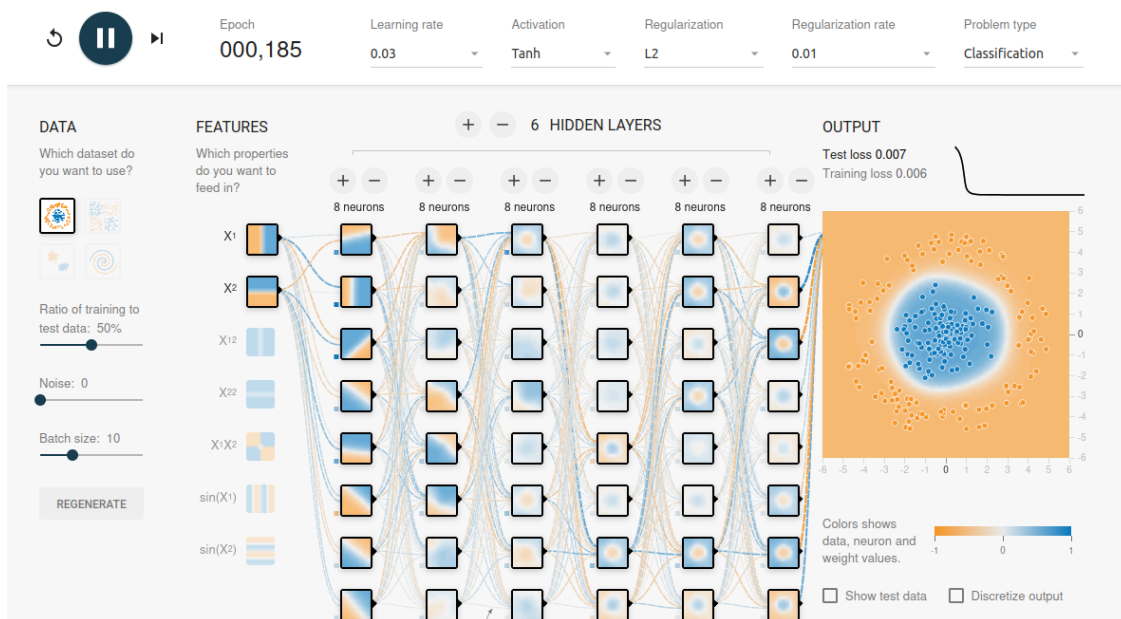 Epoch
000,185
Learning rate
0.03
Activation
Tanh
Regularization
L2
Regularization rate
0.01
Problem type
Classification
DATA
Which dataset do
you want to use?
Ratio of training to
test data: 50%
Noise: 0
Batch size: 10
REGENERATE
FEATURES
Which properties
do you want to
feed in?
X1
X2
X12
X22
X1X2
sin(X1)
sin(X2)
+ − 6 HIDDEN LAYERS
+ − + − + − + − + − + −
8 neurons 8 neurons 8 neurons 8 neurons 8 neurons 8 neurons
OUTPUT
Test loss 0.007
Training loss 0.006
6
5
4
3
2
1
0
-1
-2
-3
-4
-5
-6
-6 -5 -4 -3 -2 -1 0 1 2 3 4 5 6
Colors shows
data, neuron and
weight values.
-1 0 1
Show test data
Discretize output